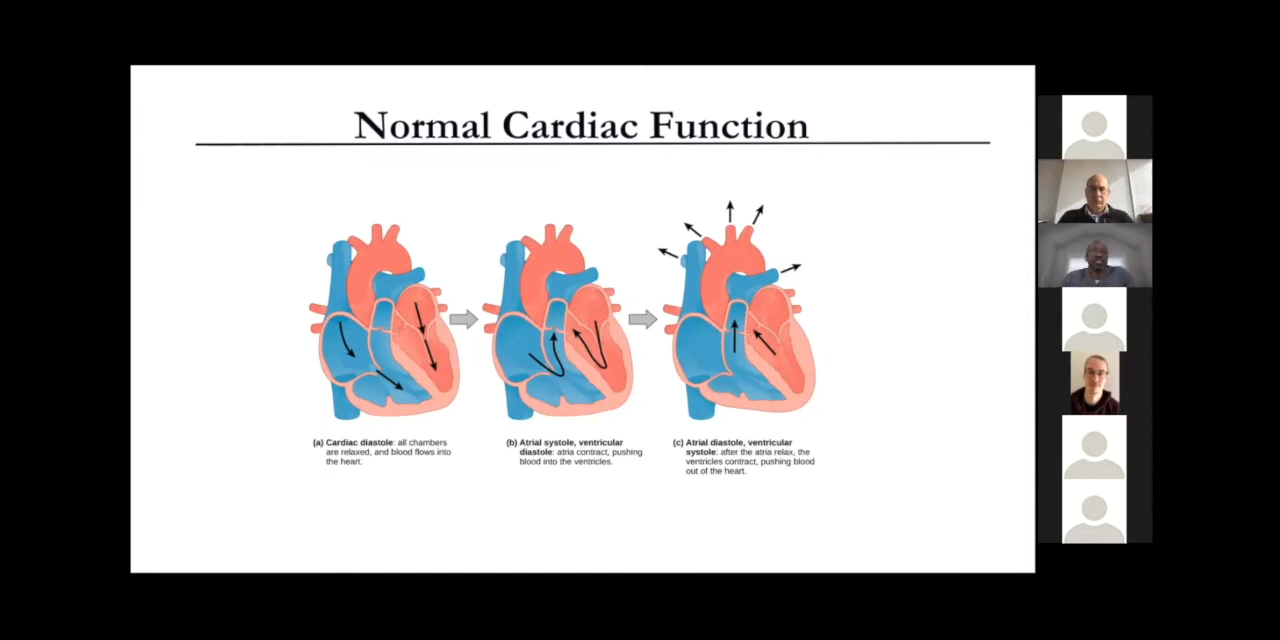 Normal Cardiac Function
(a) Cardiac diastole: all chambers
are relaxed, and blood flows into
the heart.
(b) Atrial systole, ventricular
diastole: atria contract, pushing
blood into the ventricles.
(c) Atrial diastole, ventricular
systole: after the atria relax, the
ventricles contract, pushing blood
out of the heart.